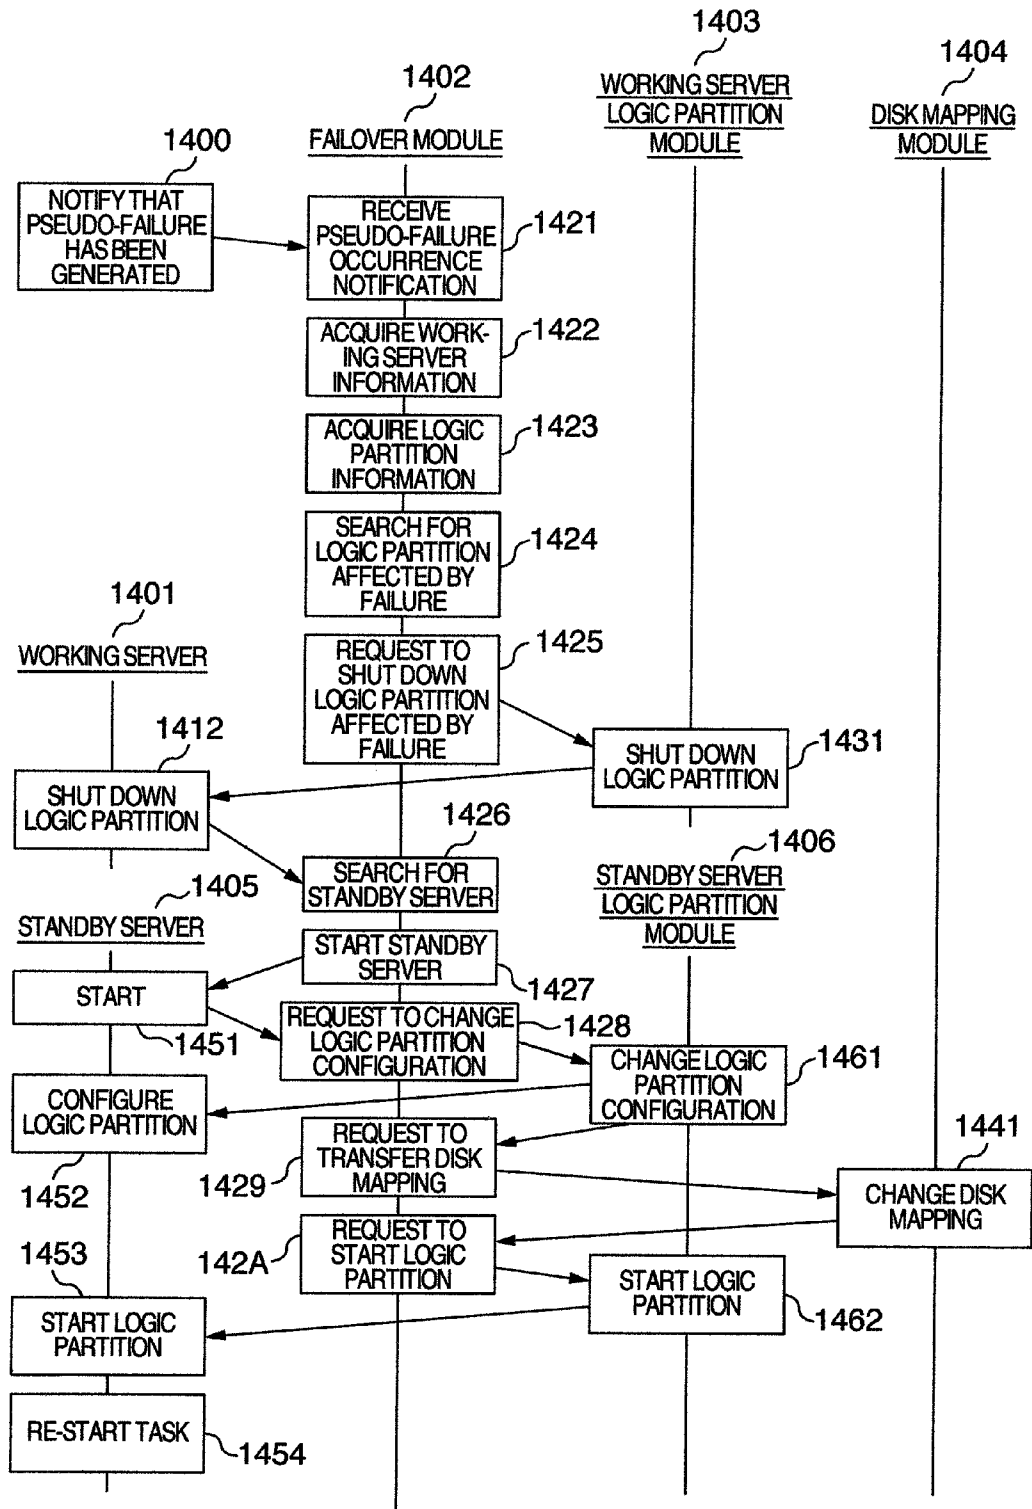 1403
WORKING SERVER
LOGIC PARTITION
MODULE
1404
DISK MAPPING
MODULE
1402
FAILOVER MODULE
1400
NOTIFY THAT
PSEUDO-FAILURE
HAS BEEN
GENERATED
RECEIVE
PSEUDO-FAILURE
OCCURRENCE
NOTIFICATION
1421
ACQUIRE WORK-
ING SERVER
INFORMATION
1422
ACQUIRE LOGIC
PARTITION
INFORMATION
1423
SEARCH FOR
LOGIC PARTITION
AFFECTED BY
FAILURE
1424
1401
WORKING SERVER
REQUEST TO
SHUT DOWN
LOGIC PARTITION
AFFECTED BY
FAILURE
1425
SHUT DOWN
LOGIC PARTITION
1431
1412
SHUT DOWN
LOGIC PARTITION
1426
SEARCH FOR
STANDBY SERVER
1406
STANDBY SERVER
LOGIC PARTITION
MODULE
1405
STANDBY SERVER
START STANDBY
SERVER
1427
START
1451
REQUEST TO CHANGE
LOGIC PARTITION
CONFIGURATION
1428
CHANGE LOGIC
PARTITION
CONFIGURATION
1461
CONFIGURE
LOGIC PARTITION
1452
REQUEST TO
TRANSFER DISK
MAPPING
1429
1441
CHANGE DISK
MAPPING
REQUEST TO
START LOGIC
PARTITION
142A
START LOGIC
PARTITION
1462
1453
START LOGIC
PARTITION
RE-START TASK
1454